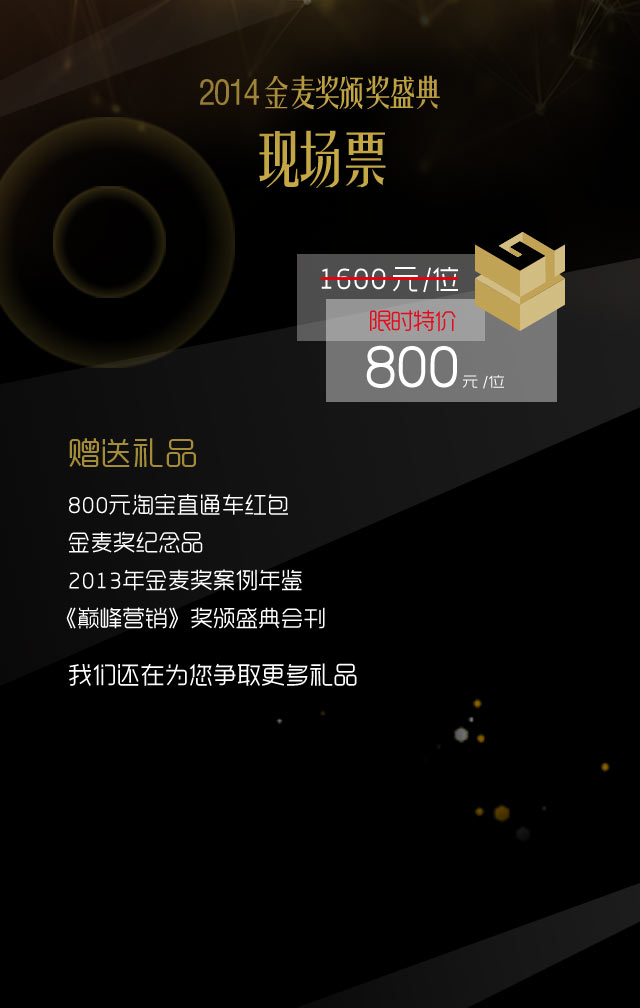 2014 金麦奖颁奖盛典
现场票
1600元/位
限时特价
800元/位
赠送礼品
800元淘宝直通车红包
金麦奖纪念品
2013年金麦奖案例年鉴
《巅峰营销》奖颁盛典会刊
我们还在为您争取更多礼品